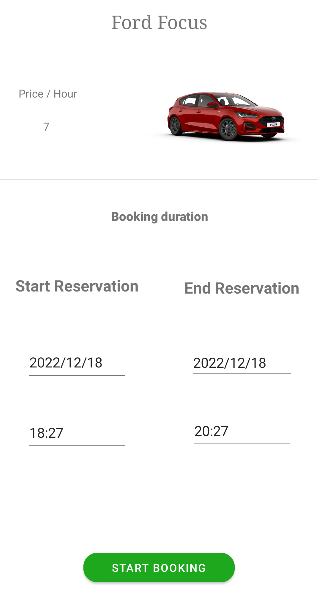 Ford Focus
Price / Hour
7
Booking duration
Start Reservation
End Reservation
2022/12/18
2022/12/18
18:27
20:27
START BOOKING